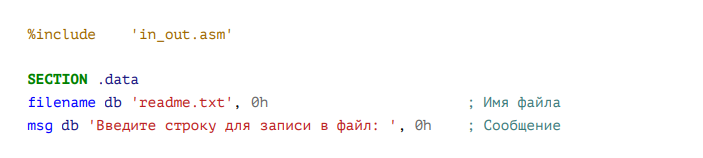 %include    'in_out.asm'
SECTION .data
filename db 'readme.txt', 0h                       ; Имя файла
msg db 'Введите строку для записи в файл: ', 0h    ; Сообщение